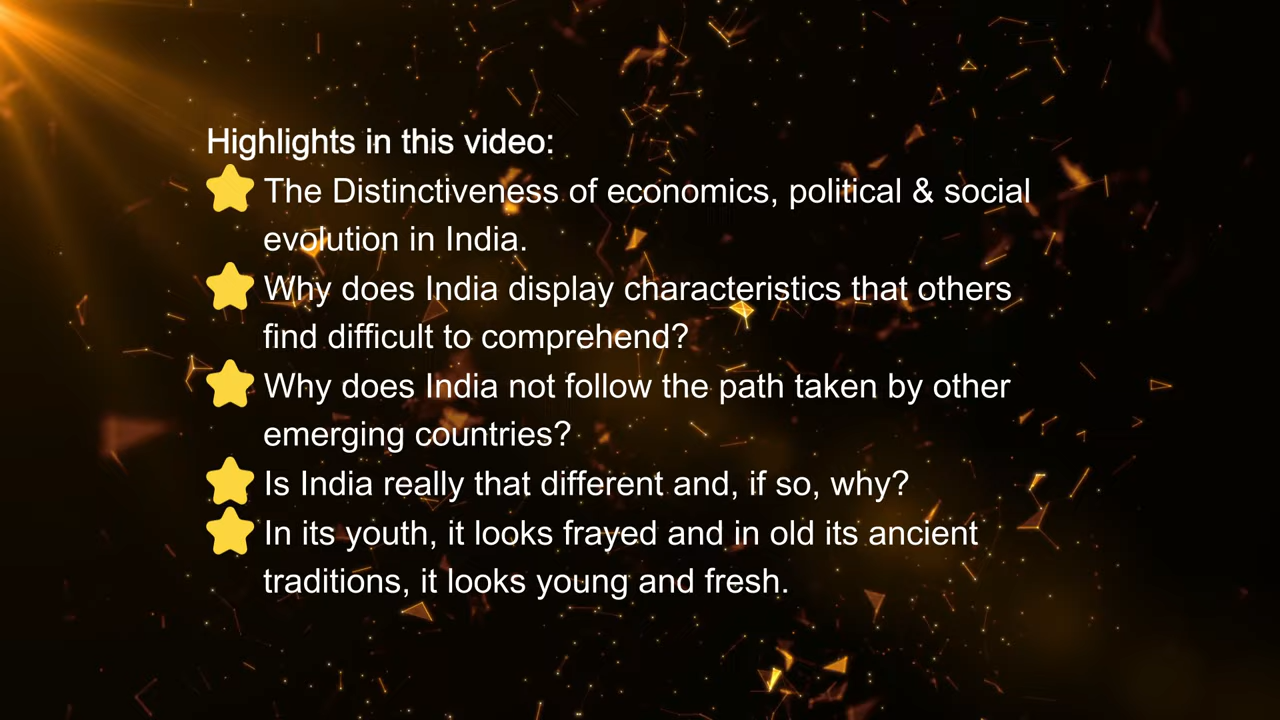 Highlights in this video:
The Distinctiveness of economics, political & social
evolution in India.
Why does India display characteristics that others
find difficult to comprehend?
Why does India not follow the path taken by other
emerging countries?
Is India really that different and, if so, why?
In its youth, it looks frayed and in old its ancient
traditions, it looks young and fresh.